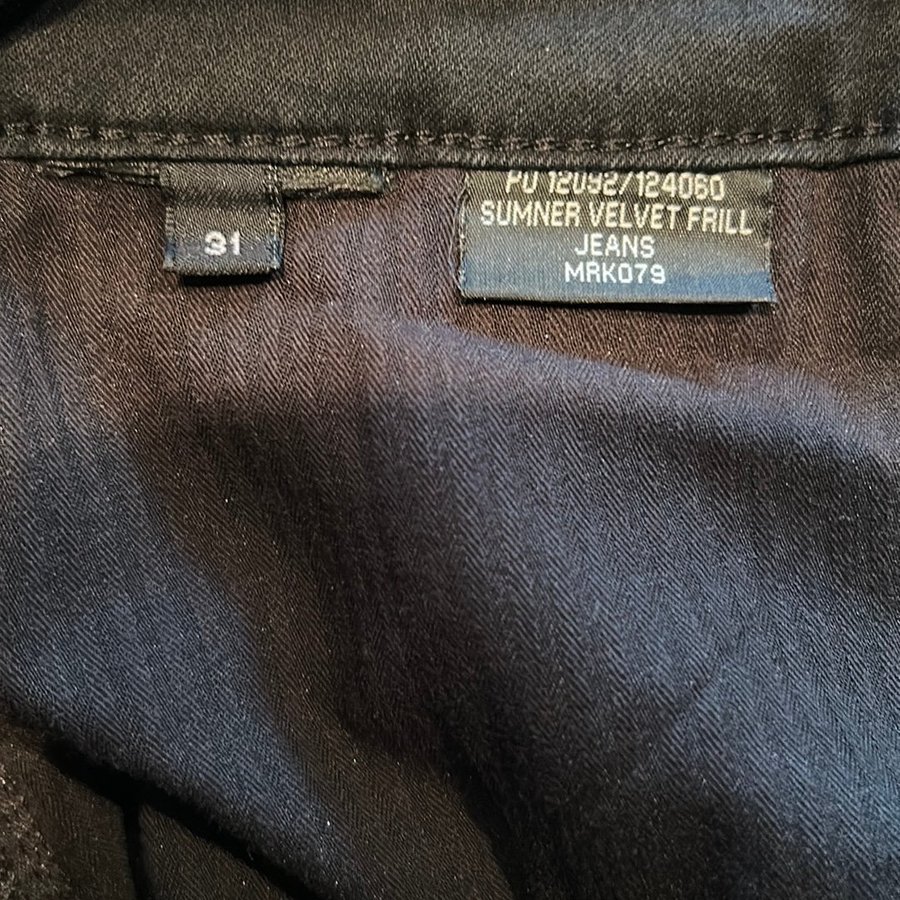 31
PO 12092/124060
SUMNER VELVET FRILL
JEANS
MRK079